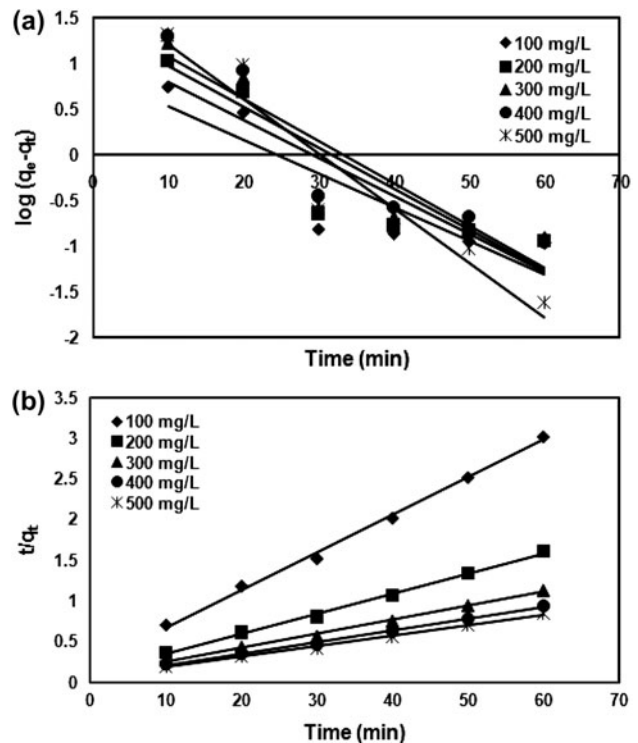 (a)
1.5
1
0.5
0
-0.5
-1
-1.5
-2
log (qe-qt)
0 10 20 30 40 50 60 70
100 mg/L
200 mg/L
300 mg/L
400 mg/L
500 mg/L
Time (min)
(b)
3.5
3
2.5
2
1.5
1
0.5
0
t/qt
100 mg/L
200 mg/L
300 mg/L
400 mg/L
500 mg/L
0 10 20 30 40 50 60 70
Time (min)